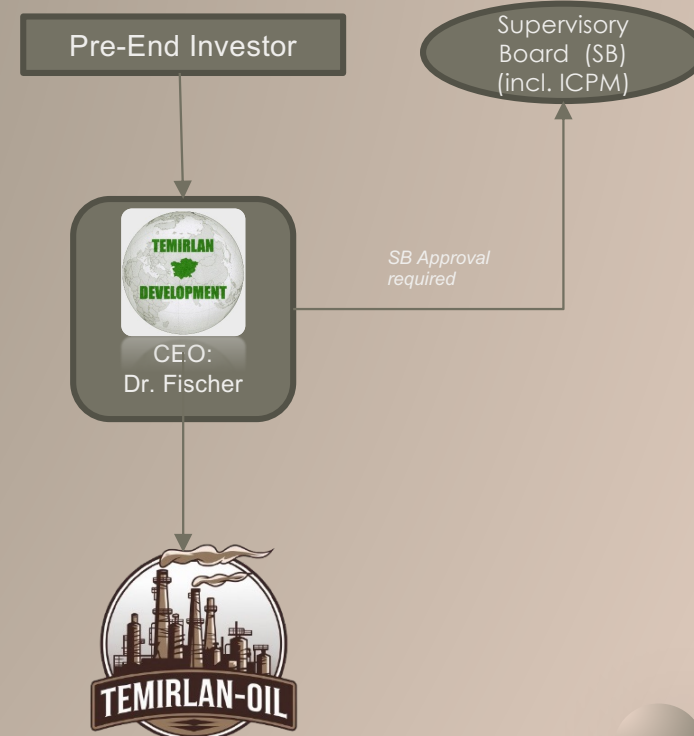 Pre-End Investor
Supervisory
Board (SB)
(incl. ICPM)
TEMIRLAN
DEVELOPMENT
SB Approval
required
CEO:
Dr. Fischer
TEMIRLAN-OIL